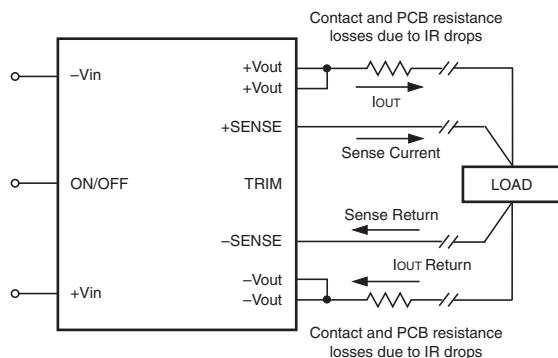 Contact and PCB resistance
losses due to IR drops
–Vin
+Vout
+Vout
IOUT
+SENSE
Sense Current
ON/OFF
TRIM
LOAD
Sense Return
–SENSE
IOUT Return
+Vin
–Vout
–Vout
Contact and PCB resistance
losses due to IR drops